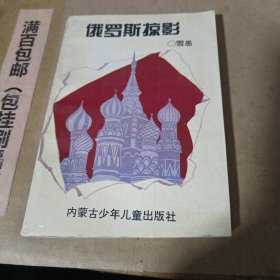 俄罗斯掠影
○雪墨
内蒙古少年儿童出版社
满百包邮（包挂刷